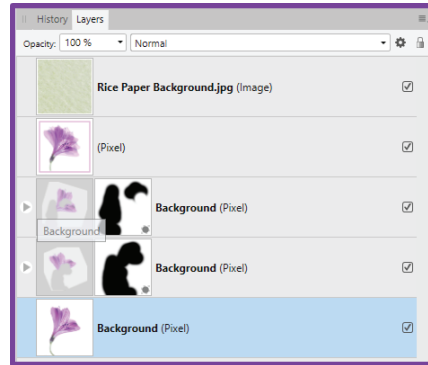 History Layers
Opacity: 100 % Normal
Rice Paper Background.jpg (Image)
(Pixel)
Background (Pixel)
Background
Background (Pixel)
Background (Pixel)